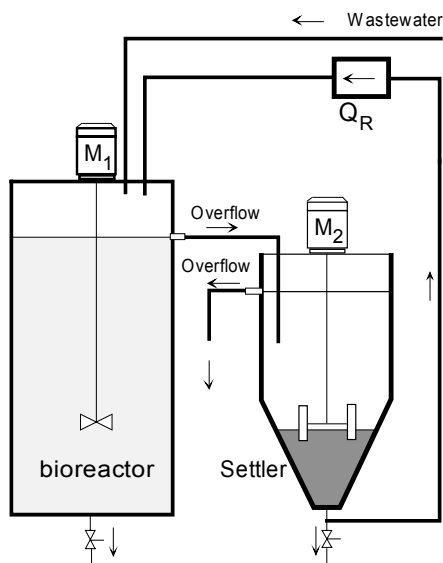 Wastewater
Q_R
M_1
Overflow
M_2
Overflow
bioreactor
Settler